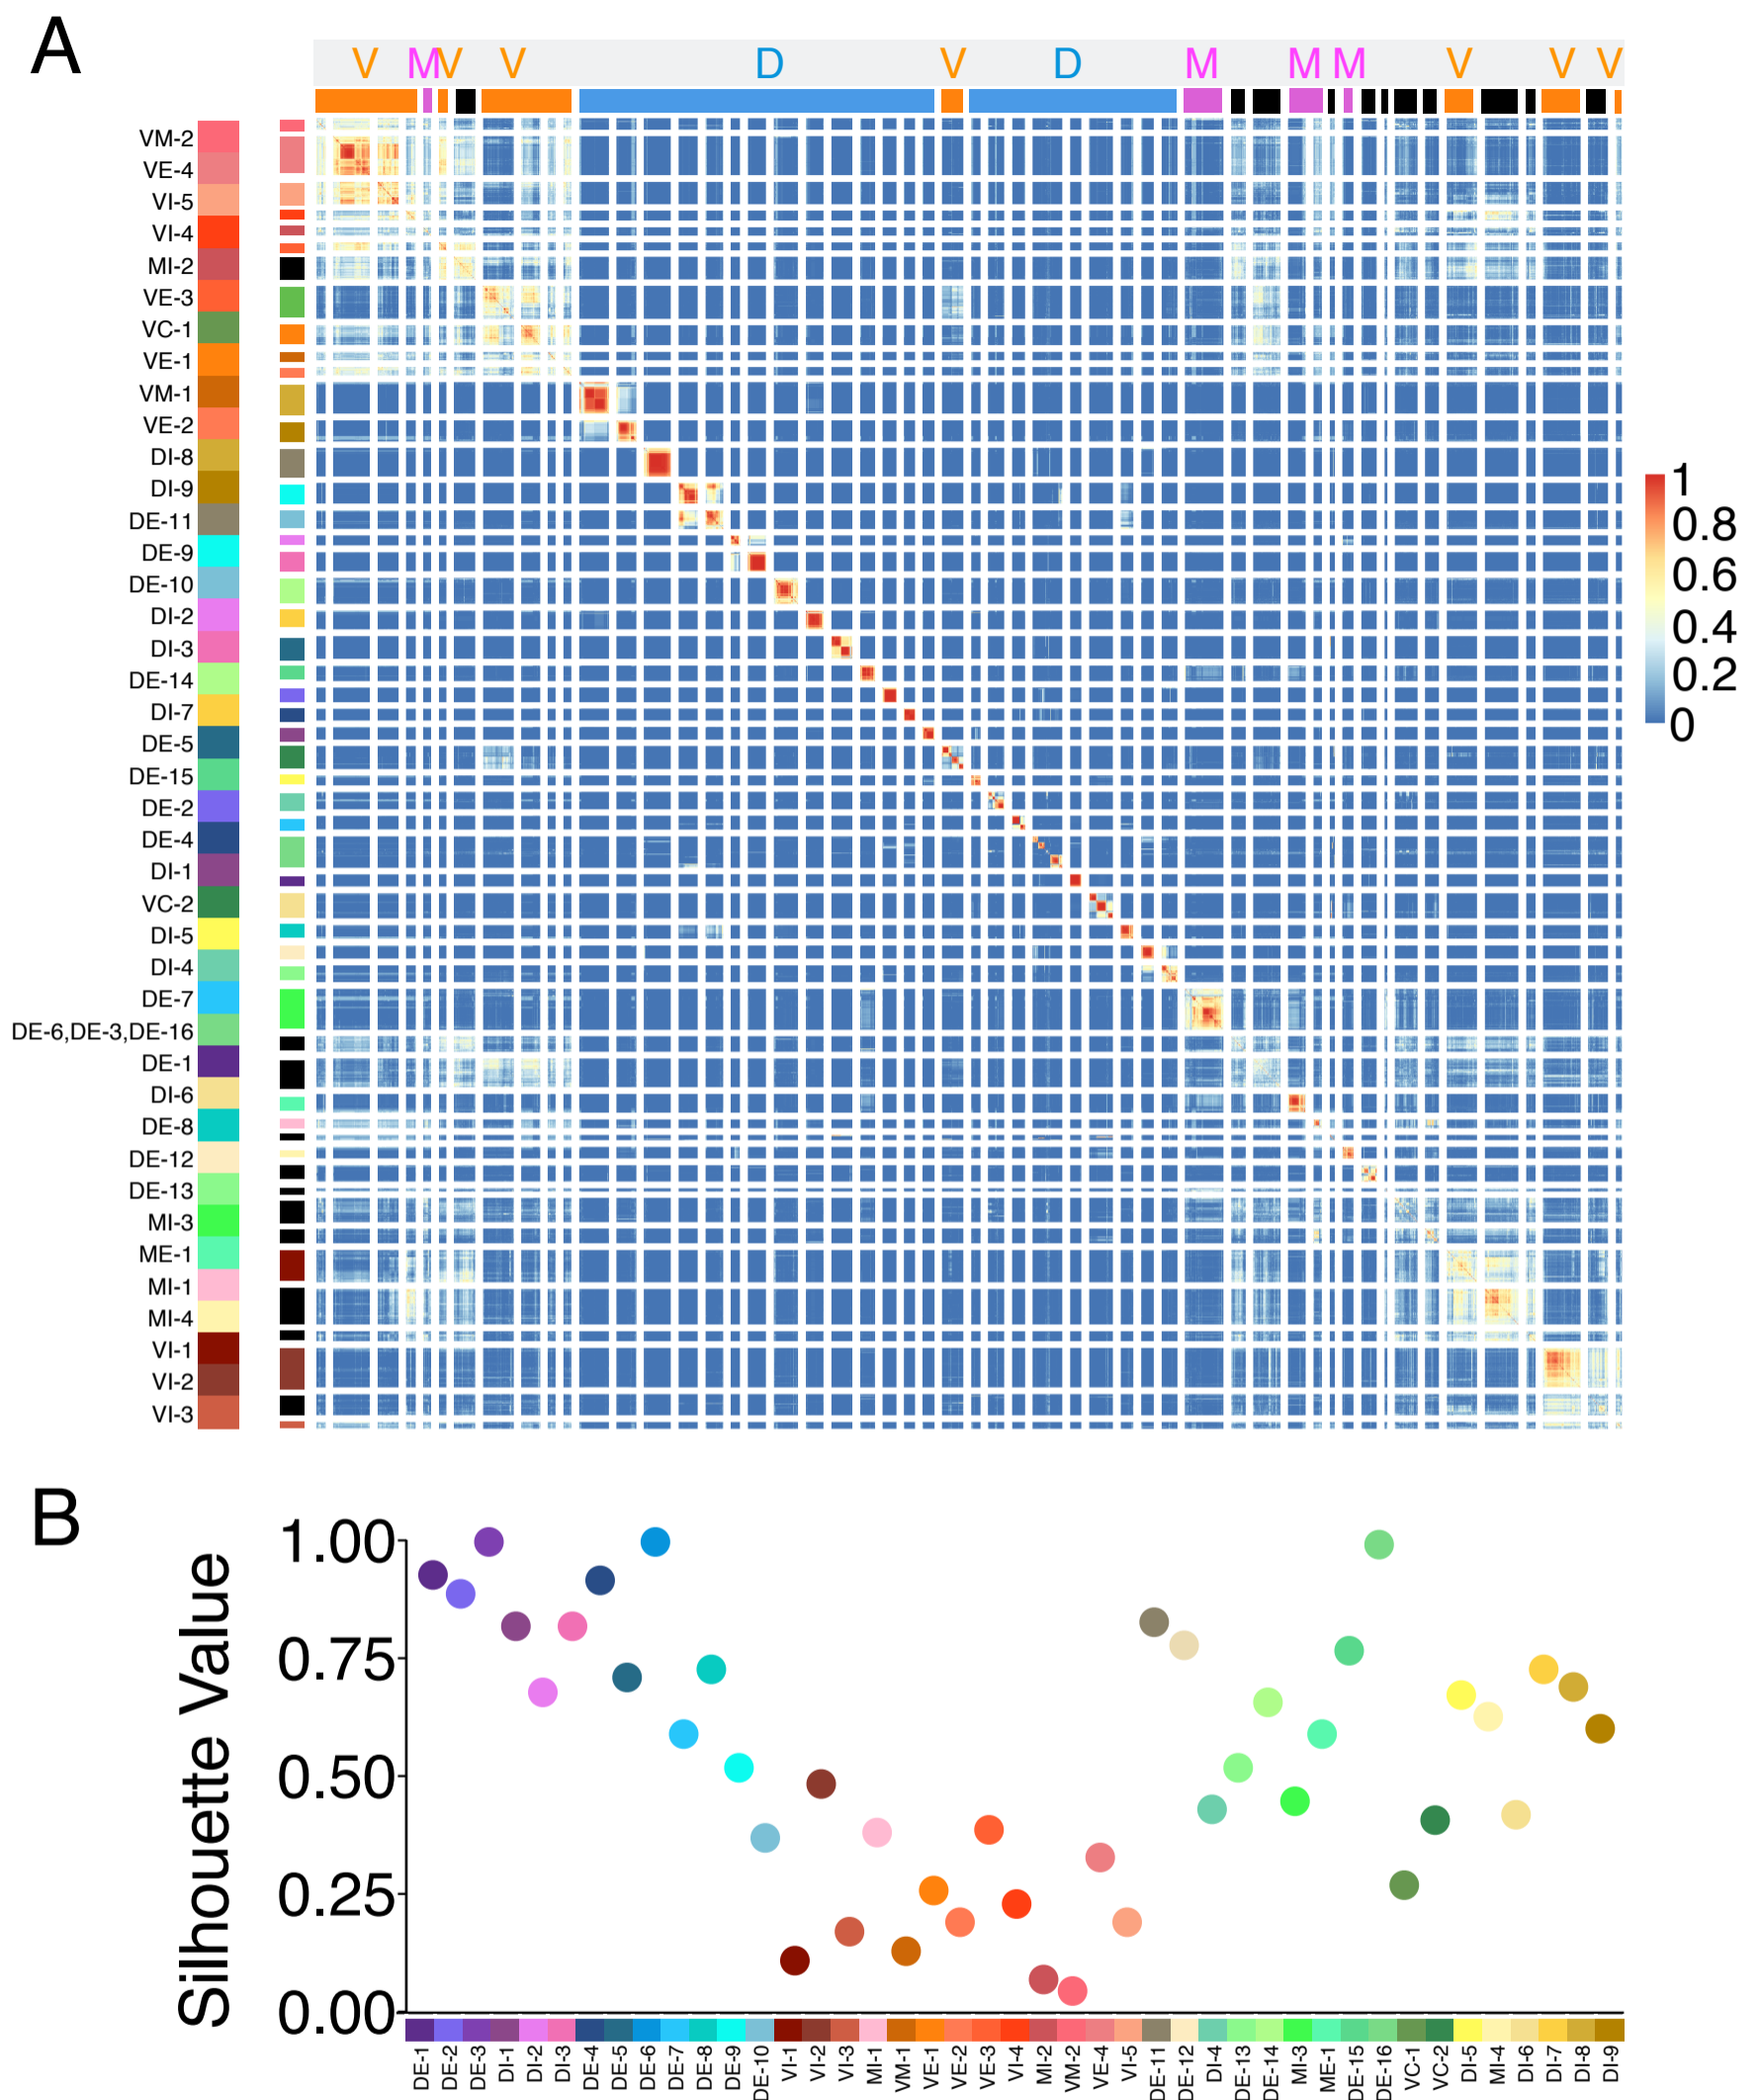 A
V M V V D V D M M M V V V
VM-2
VE-4
VI-5
VI-4
MI-2
VE-3
VC-1
VE-1
VM-1
VE-2
DI-8
DI-9
DE-11
DE-9
DE-10
DI-2
DI-3
DE-14
DI-7
DE-5
DE-15
DE-2
DE-4
DI-1
VC-2
DI-5
DI-4
DE-7
DE-6,DE-3,DE-16
DE-1
DI-6
DE-8
DE-12
DE-13
MI-3
ME-1
MI-1
MI-4
VI-1
VI-2
VI-3
1
0.8
0.6
0.4
0.2
0
B
Silhouette Value
1.00
0.75
0.50
0.25
0.00
DE-1
DE-2
DE-3
DI-1
DI-2
DI-3
DE-4
DE-5
DE-6
DE-7
DE-8
DE-9
DE-10
VI-1
VI-2
VI-3
MI-1
VM-1
VE-1
VE-2
VE-3
VI-4
MI-2
VM-2
VE-4
VI-5
DE-11
DE-12
DI-4
DE-13
DE-14
MI-3
ME-1
DE-15
DE-16
VC-1
VC-2
DI-5
MI-4
DI-6
DI-7
DI-8
DI-9